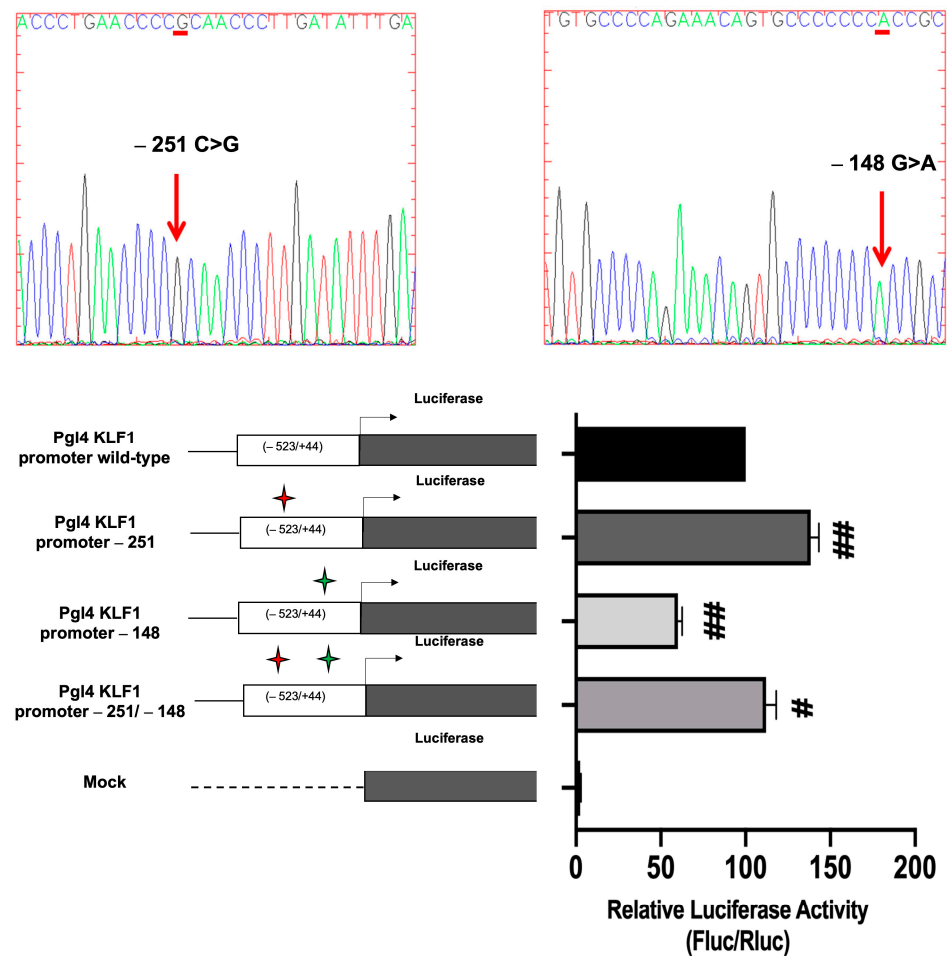 ACCCTGAACCCCGCAACCCTTGATATTTGA
TGTGCCCCAGAAACAGTGCCCCCCCACCGC
– 251 C>G
– 148 G>A
Luciferase
Pgl4 KLF1
promoter wild-type
(– 523/+44)
Luciferase
Pgl4 KLF1
promoter – 251
(– 523/+44)
##
Luciferase
Pgl4 KLF1
promoter – 148
(– 523/+44)
##
Luciferase
Pgl4 KLF1
promoter – 251/ – 148
(– 523/+44)
#
Luciferase
Mock
0 50 100 150 200
Relative Luciferase Activity
(Fluc/Rluc)